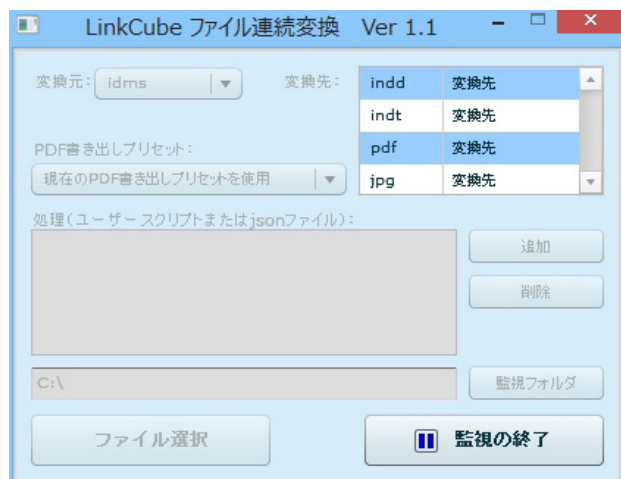 LinkCube ファイル連続変換 Ver 1.1
変換元: idms 変換先:
indd 変換先
indt 変換先
pdf 変換先
jpg 変換先
PDF書き出しプリセット:
現在のPDF書き出しプリセットを使用
処理(ユーザースクリプトまたはjsonファイル):
追加
削除
C:\
監視フォルダ
ファイル選択
監視の終了